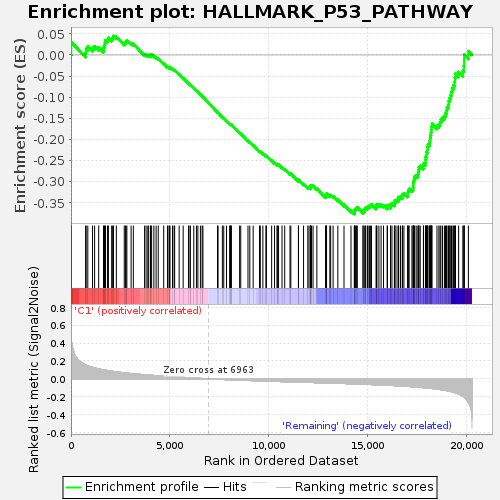 Enrichment plot: HALLMARK_P53_PATHWAY
Enrichment score (ES)
0.05
0.00
-0.05
-0.10
-0.15
-0.20
-0.25
-0.30
-0.35
Ranked list metric (Signal2Noise)
'C1' (positively correlated)
0.8
0.6
0.4
0.2
0.0
-0.2
-0.4
-0.6
Zero cross at 6963
'Remaining' (negatively correlated)
0
5,000
10,000
15,000
20,000
Rank in Ordered Dataset
Enrichment profile
Hits
Ranking metric scores